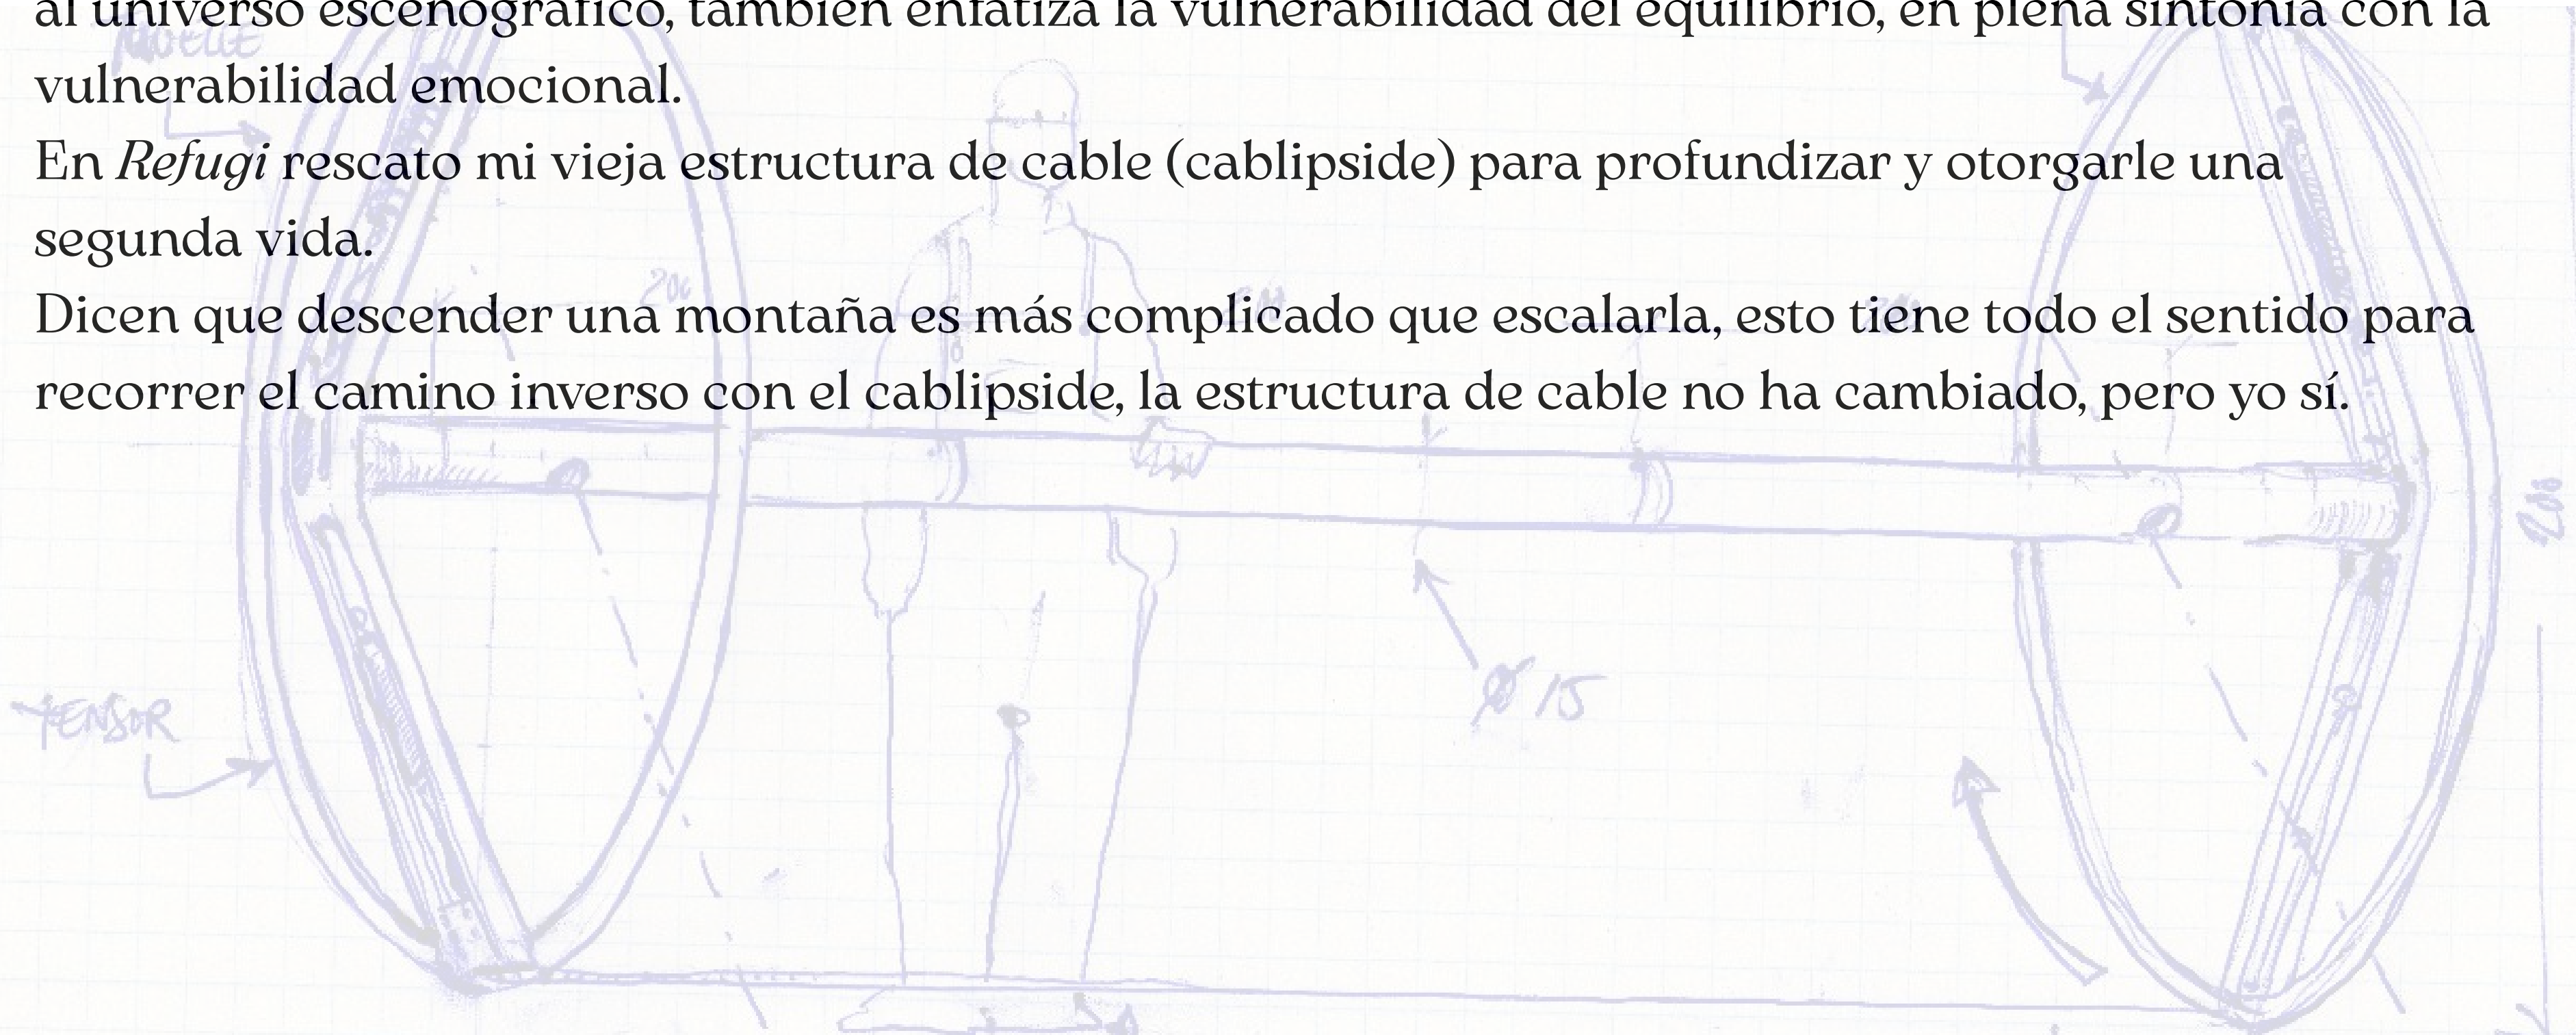 al universo escenográfico, también enfatiza la vulnerabilidad del equilibrio, en plena sintonía con la
MUELLE
vulnerabilidad emocional.
En Refugi rescato mi vieja estructura de cable (cablipside) para profundizar y otorgarle una
segunda vida.
200
Dicen que descender una montaña es más complicado que escalarla, esto tiene todo el sentido para
recorrer el camino inverso con el cablipside, la estructura de cable no ha cambiado, pero yo sí.
200
Ø 15
TENSOR